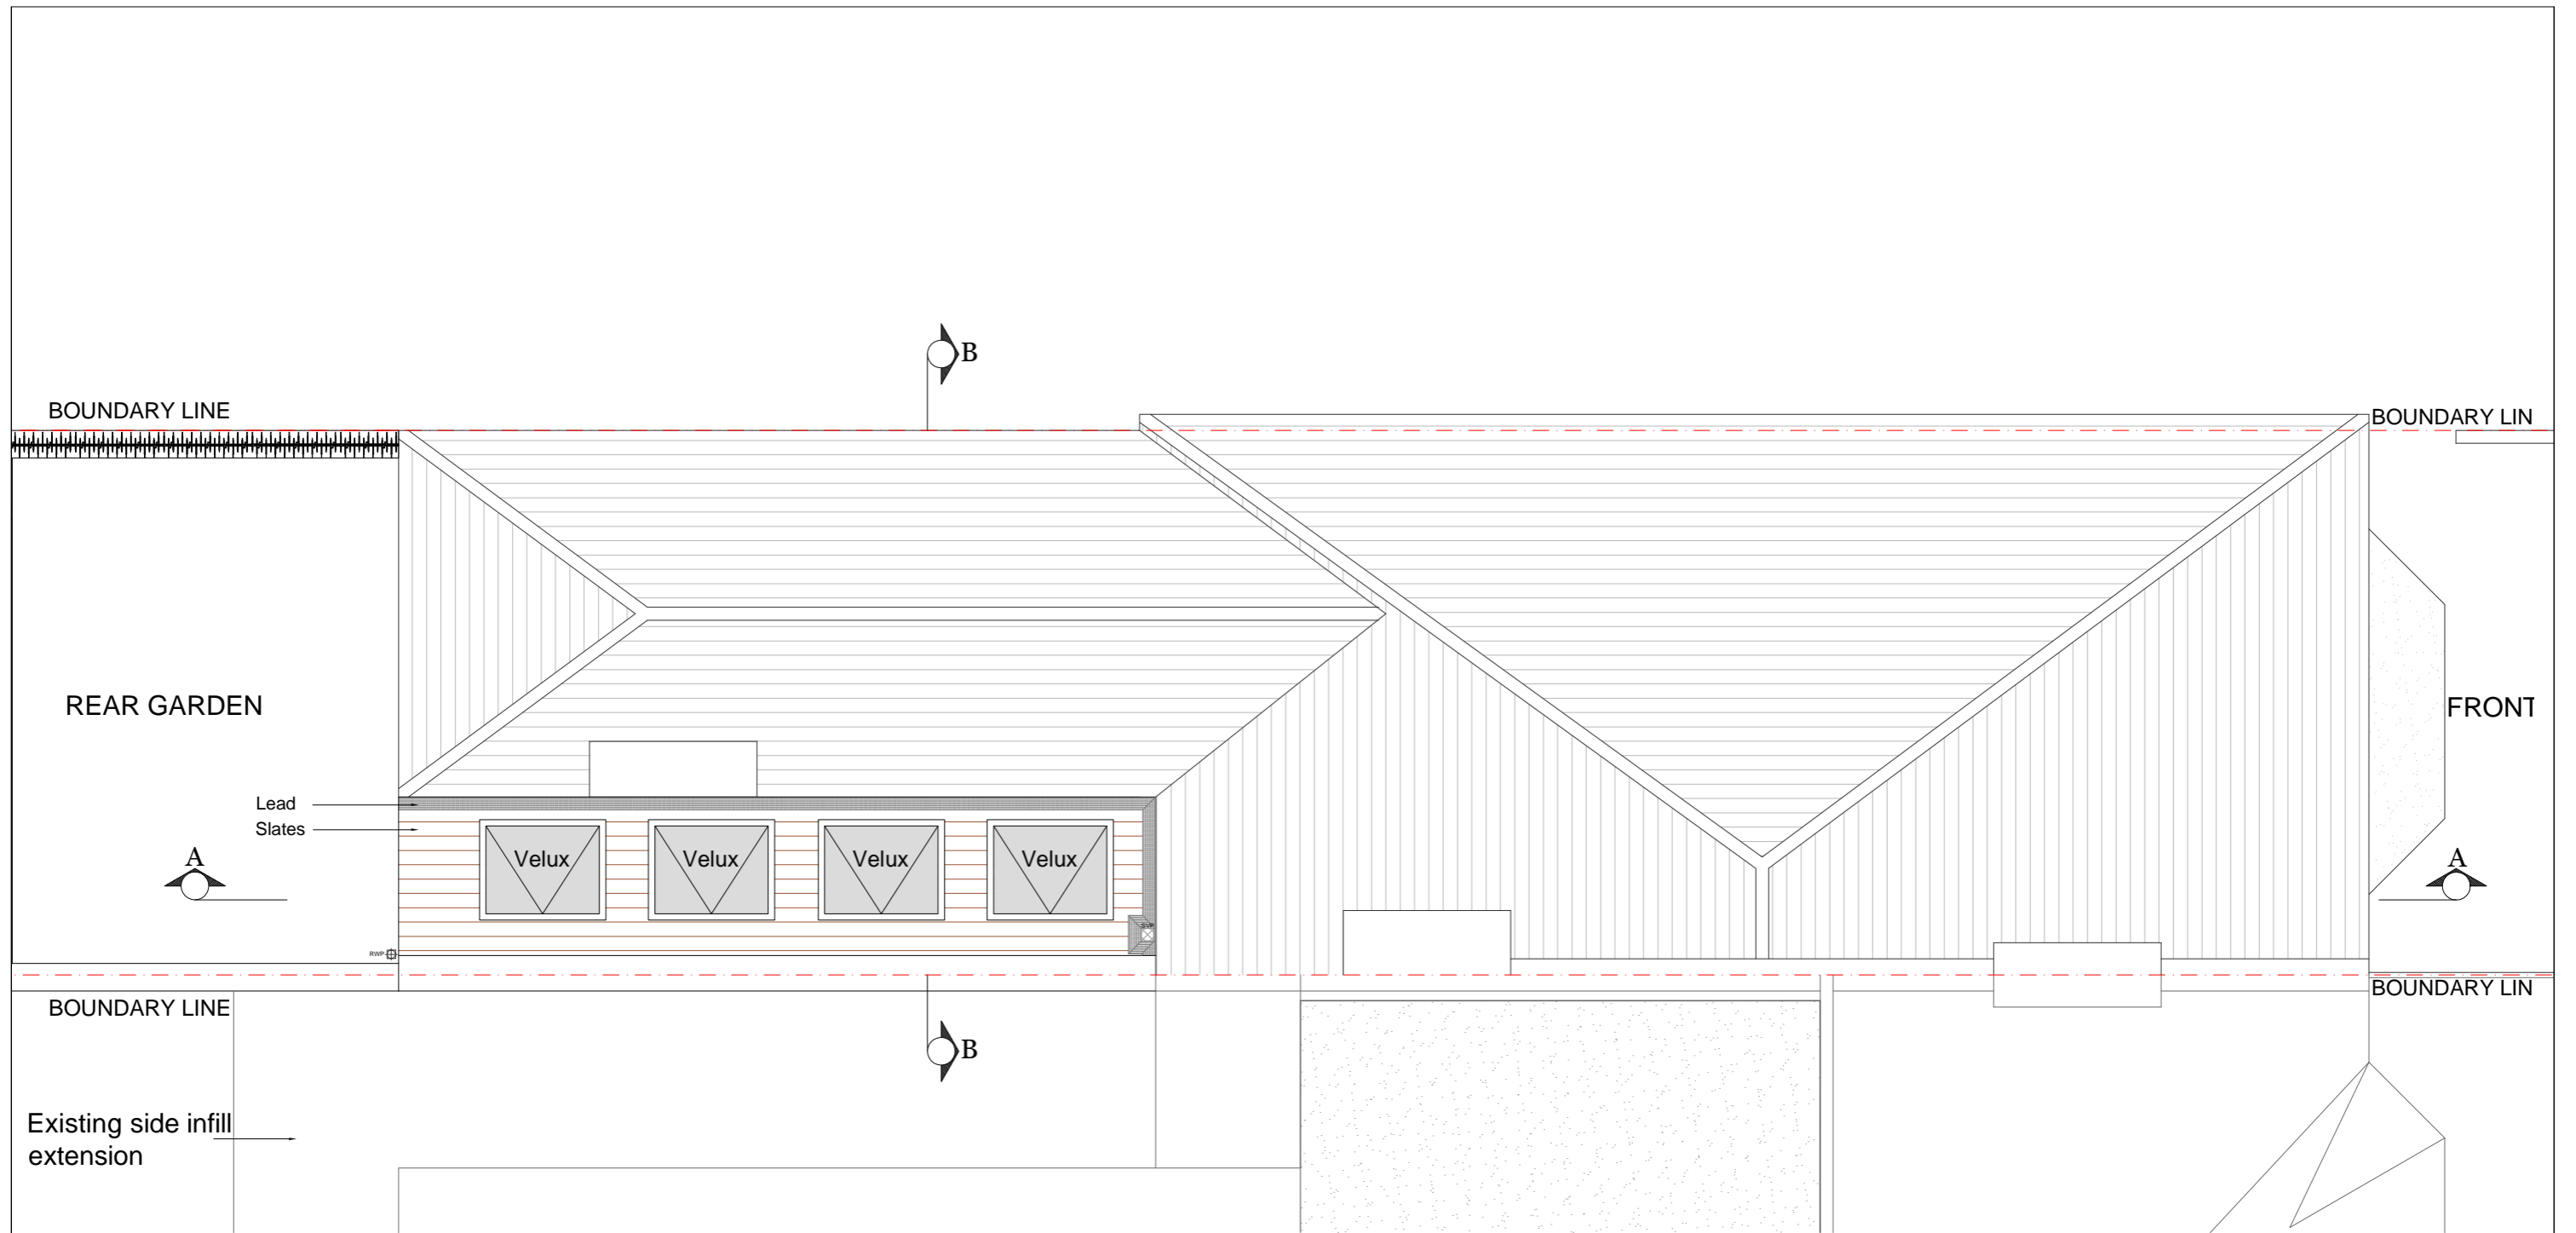 B
BOUNDARY LINE
BOUNDARY LIN
REAR GARDEN
FRONT
Lead
Slates
Velux
Velux
Velux
Velux
A
A
RWP
BOUNDARY LINE
BOUNDARY LIN
B
Existing side infill
extension